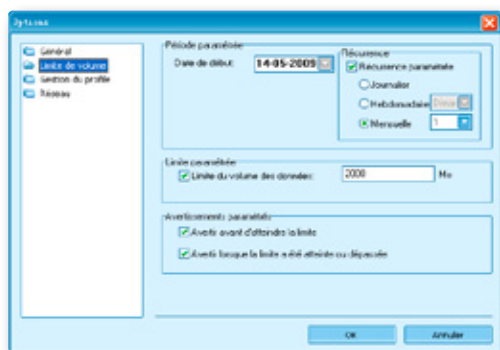 Options
Général
Limite de volume
Gestion du profile
Réseau
Période paramétrée
Date de début: 14-05-2009
Récurrence
Récurrence paramétrée
Journalier
Hebdomadaire
Mensuelle 1
Limite paramétrée
Limite du volume des données: 2000 Mo
Avertissements paramétrés
Avertir avant d'atteindre la limite
Avertir lorsque la limite a été atteinte ou dépassée
OK Annuler